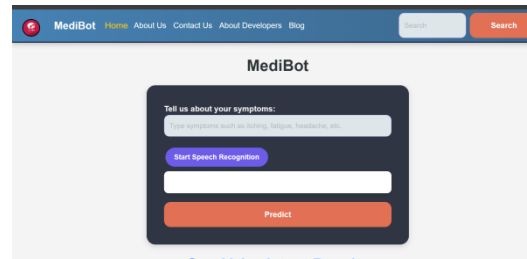 MediBot Home About Us Contact Us About Developers Blog Search Search
MediBot
Tell us about your symptoms:
Type symptoms such as itching, fatigue, headache, etc.
Start Speech Recognition
Predict